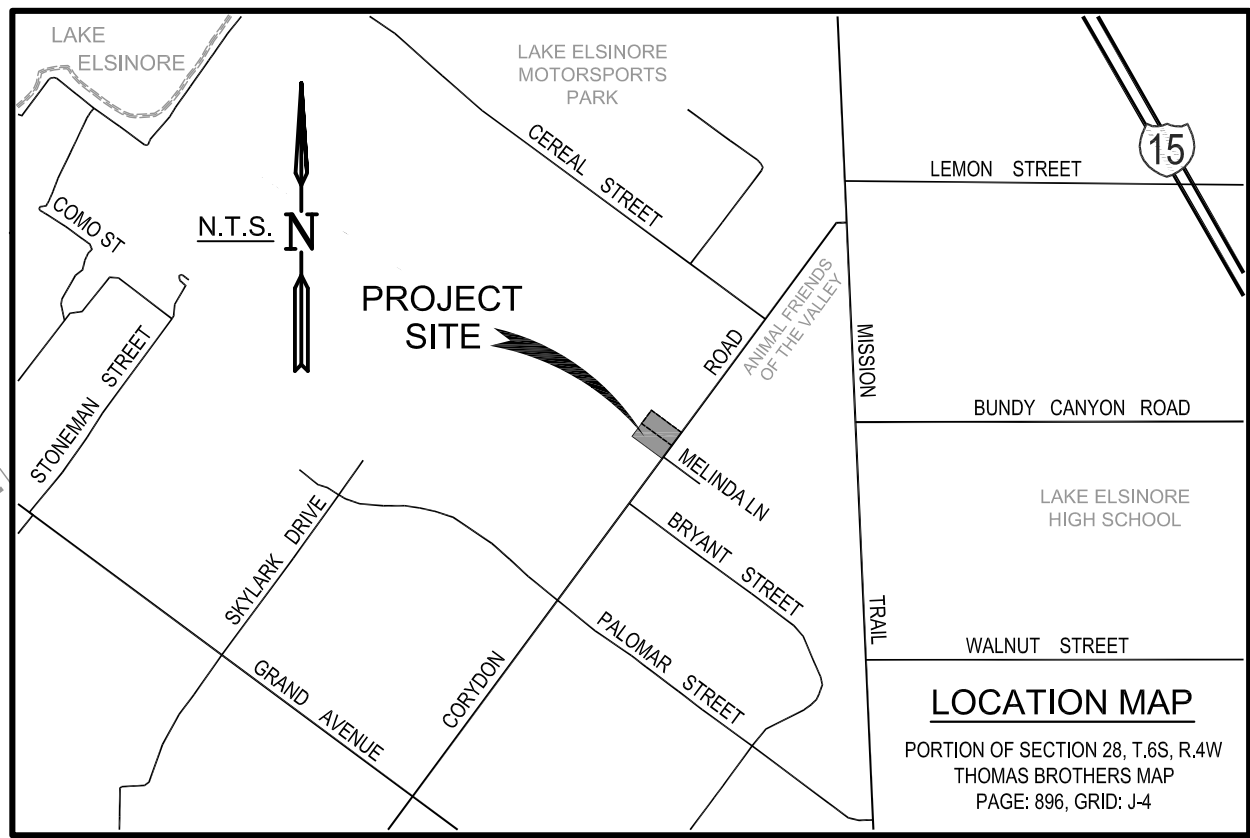 LAKE
ELSINORE
LAKE ELSINORE
MOTORSPORTS
PARK
15
CEREAL STREET
LEMON STREET
COMO ST
N.T.S. N
PROJECT
SITE
ANIMAL FRIENDS
OF THE VALLEY
ROAD
MISSION
STONEMAN STREET
BUNDY CANYON ROAD
MELINDA LN
LAKE ELSINORE
HIGH SCHOOL
SKYLARK DRIVE
BRYANT STREET
TRAIL
PALOMAR STREET
WALNUT STREET
GRAND AVENUE
CORYDON
LOCATION MAP
PORTION OF SECTION 28, T.6S, R.4W
THOMAS BROTHERS MAP
PAGE: 896, GRID: J-4